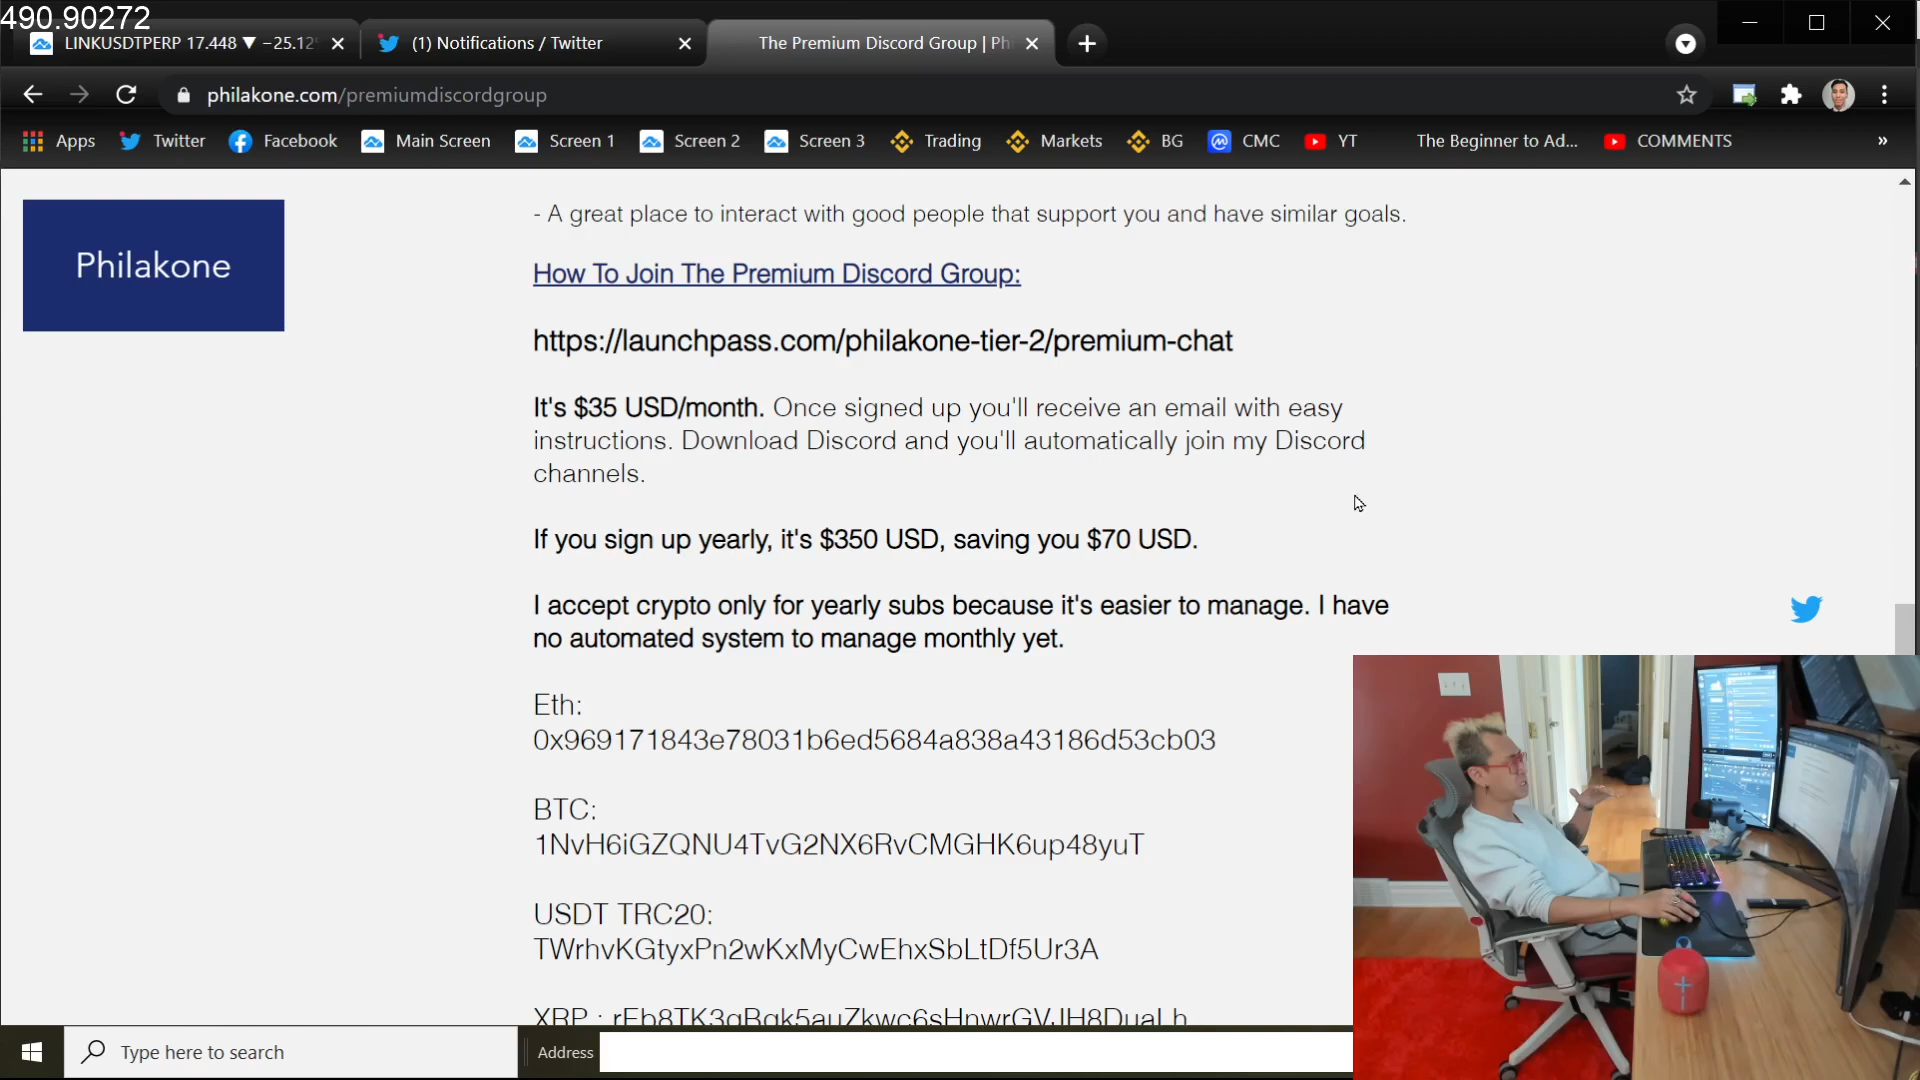 490.90272
LINKUSDTPERP 17.448 ▼ −25.12
(1) Notifications / Twitter
The Premium Discord Group | Ph
philakone.com/premiumdiscordgroup
Apps
Twitter
Facebook
Main Screen
Screen 1
Screen 2
Screen 3
Trading
Markets
BG
CMC
YT
The Beginner to Ad...
COMMENTS
»
Philakone
- A great place to interact with good people that support you and have similar goals.
How To Join The Premium Discord Group:
https://launchpass.com/philakone-tier-2/premium-chat
It's $35 USD/month. Once signed up you'll receive an email with easy
instructions. Download Discord and you'll automatically join my Discord
channels.
If you sign up yearly, it's $350 USD, saving you $70 USD.
I accept crypto only for yearly subs because it's easier to manage. I have
no automated system to manage monthly yet.
Eth:
0x969171843e78031b6ed5684a838a43186d53cb03
BTC:
1NvH6iGZQNU4TvG2NX6RvCMGHK6up48yuT
USDT TRC20:
TWrhvKGtyxPn2wKxMyCwEhxSbLtDf5Ur3A
XRP :
Type here to search
Address